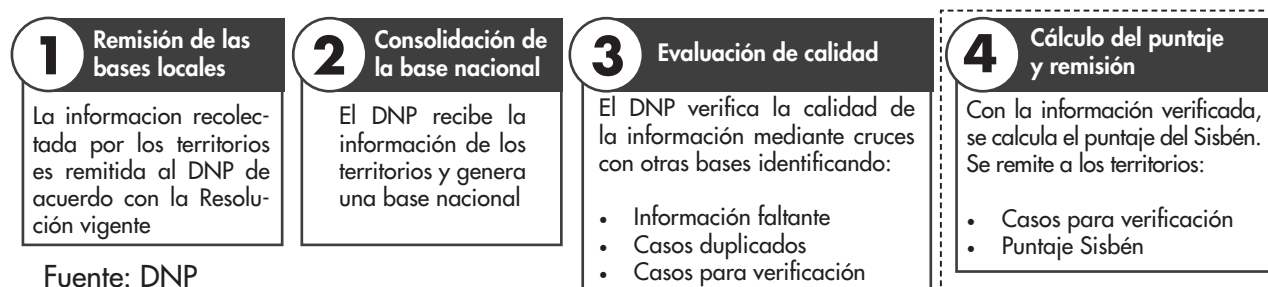 1
Remisión de las
bases locales
La informacion recolec-
tada por los territorios
es remitida al DNP de
acuerdo con la Resolu-
ción vigente
2
Consolidación de
la base nacional
El DNP recibe la
información de los
territorios y genera
una base nacional
3
Evaluación de calidad
El DNP verifica la calidad de
la información mediante cruces
con otras bases identificando:
• Información faltante
• Casos duplicados
• Casos para verificación
4
Cálculo del puntaje
y remisión
Con la información verificada,
se calcula el puntaje del Sisbén.
Se remite a los territorios:
• Casos para verificación
• Puntaje Sisbén
Fuente: DNP